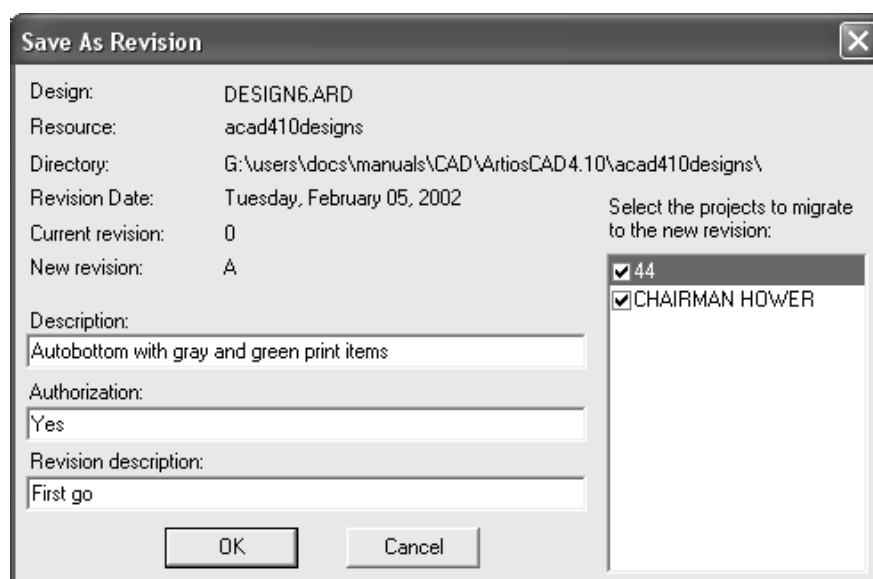 Save As Revision
Design: DESIGN6.ARD
Resource: acad410designs
Directory: G:\users\docs\manuals\CAD\ArtiosCAD4.10\acad410designs\
Revision Date: Tuesday, February 05, 2002
Current revision: 0
New revision: A
Description:
Autobottom with gray and green print items
Authorization:
Yes
Revision description:
First go
OK Cancel
Select the projects to migrate
to the new revision:
44
CHAIRMAN HOWER